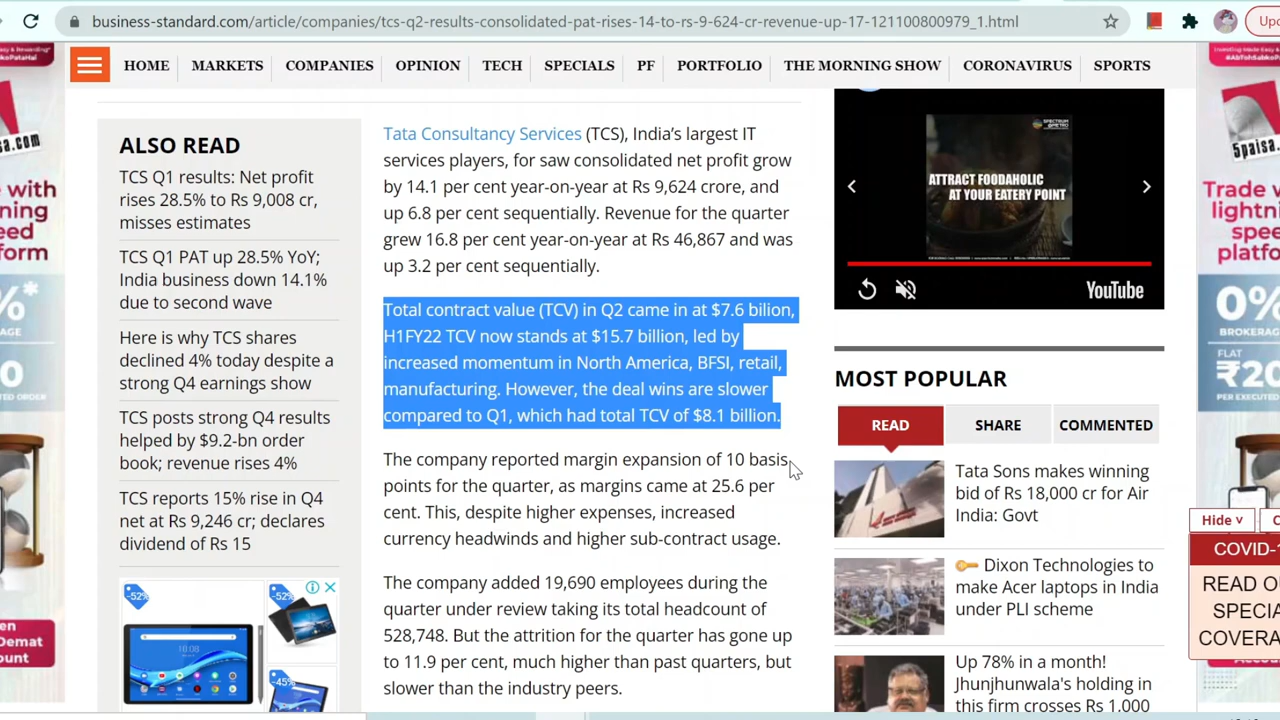 business-standard.com/article/companies/tcs-q2-results-consolidated-pat-rises-14-to-rs-9-624-cr-revenue-up-17-121100800979_1.html
HOME
MARKETS
COMPANIES
OPINION
TECH
SPECIALS
PF
PORTFOLIO
THE MORNING SHOW
CORONAVIRUS
SPORTS
ALSO READ
TCS Q1 results: Net profit
rises 28.5% to Rs 9,008 cr,
misses estimates
TCS Q1 PAT up 28.5% YoY;
India business down 14.1%
due to second wave
Here is why TCS shares
declined 4% today despite a
strong Q4 earnings show
TCS posts strong Q4 results
helped by $9.2-bn order
book; revenue rises 4%
TCS reports 15% rise in Q4
net at Rs 9,246 cr; declares
dividend of Rs 15
-52%
-52%
-45%
Tata Consultancy Services (TCS), India's largest IT
services players, for saw consolidated net profit grow
by 14.1 per cent year-on-year at Rs 9,624 crore, and
up 6.8 per cent sequentially. Revenue for the quarter
grew 16.8 per cent year-on-year at Rs 46,867 and was
up 3.2 per cent sequentially.
Total contract value (TCV) in Q2 came in at $7.6 bilion,
H1FY22 TCV now stands at $15.7 billion, led by
increased momentum in North America, BFSI, retail,
manufacturing. However, the deal wins are slower
compared to Q1, which had total TCV of $8.1 billion.
The company reported margin expansion of 10 basis
points for the quarter, as margins came at 25.6 per
cent. This, despite higher expenses, increased
currency headwinds and higher sub-contract usage.
The company added 19,690 employees during the
quarter under review taking its total headcount of
528,748. But the attrition for the quarter has gone up
to 11.9 per cent, much higher than past quarters, but
slower than the industry peers.
SPECTRUM
@METRO
ATTRACT FOODAHOLIC
AT YOUR EATERY POINT
YouTube
MOST POPULAR
READ
SHARE
COMMENTED
Tata Sons makes winning
bid of Rs 18,000 cr for Air
India: Govt
Dixon Technologies to
make Acer laptops in India
under PLI scheme
Up 78% in a month!
Jhunjhunwala's holding in
this firm crosses Rs 1,000
Hide
COVID-1
READ O
SPECIA
COVERA
5paisa.com
Trade w
lightnin
spee
platfo
0%
FLAT
₹20